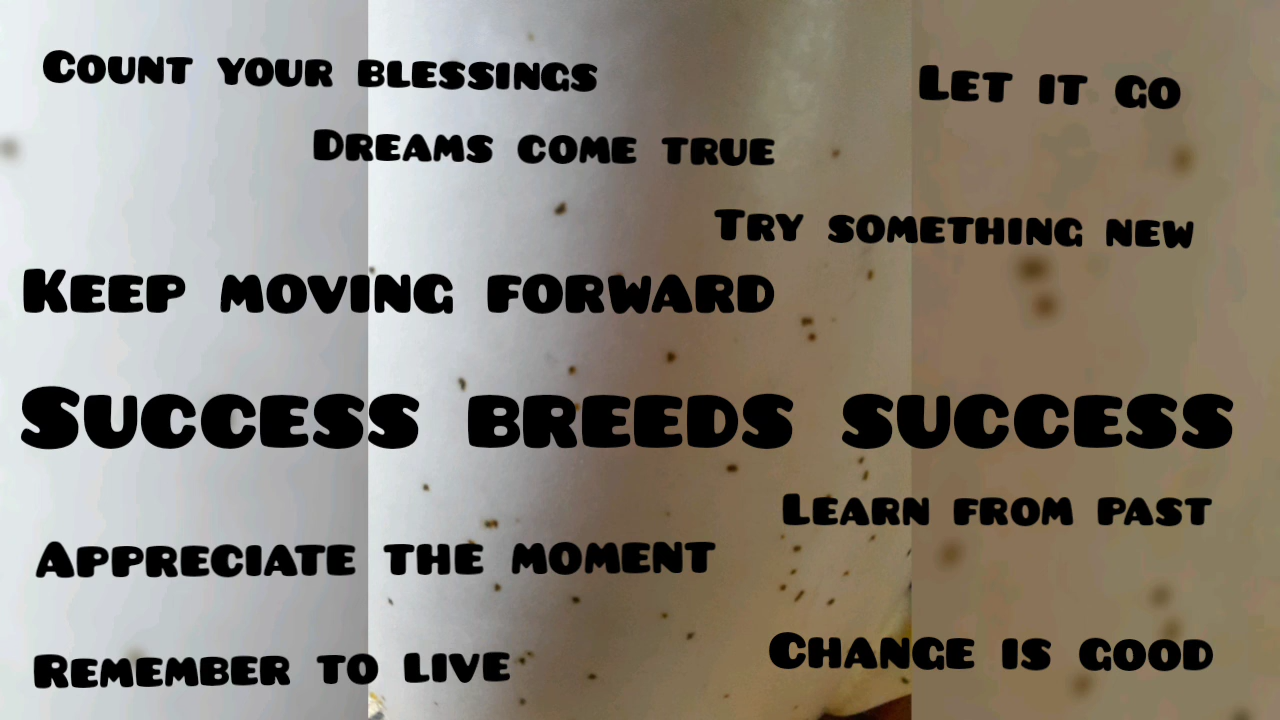 Count your blessings
Let it go
Dreams come true
Try something new
Keep moving forward
Success breeds success
Learn from past
Appreciate the moment
Remember to live
Change is good